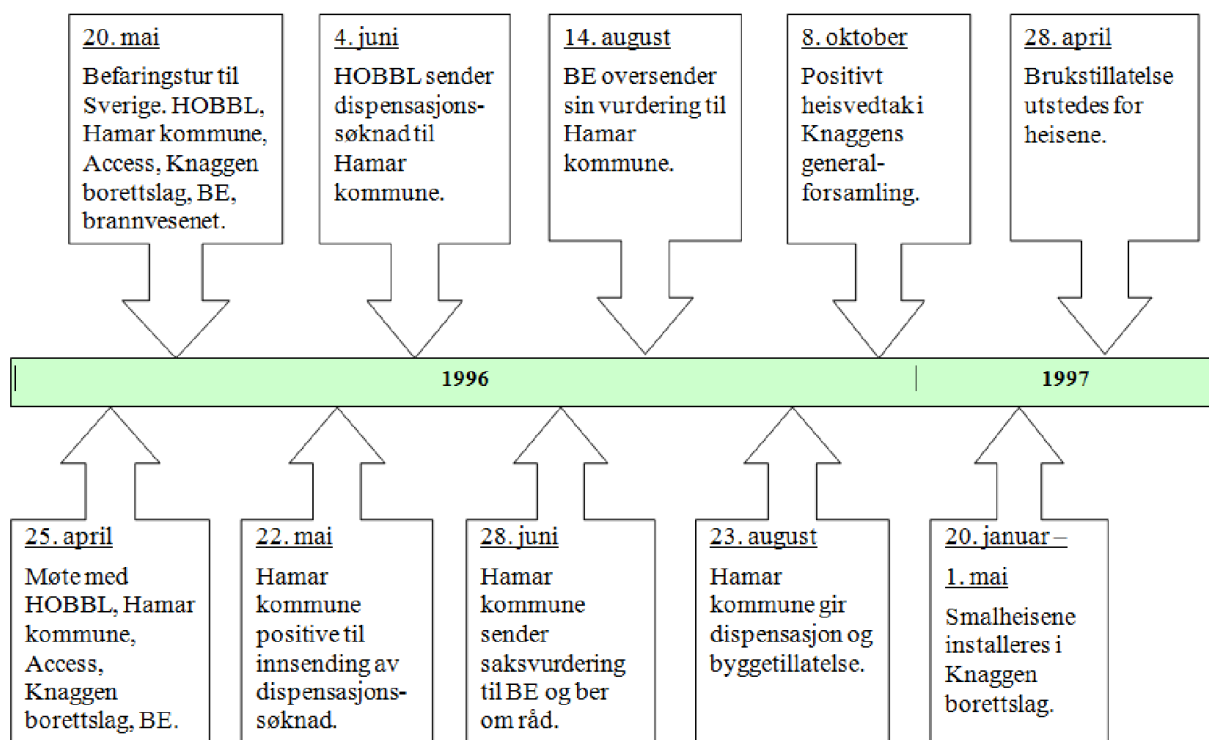 20. mai
Befaringstur til
Sverige. HOBBL,
Hamar kommune,
Access, Knaggen
borettslag, BE,
brannvesenet.
4. juni
HOBBL sender
dispensasjons-
søknad til
Hamar
kommune.
14. august
BE oversender
sin vurdering til
Hamar
kommune.
8. oktober
Positivt
heisvedtak i
Knaggens
general-
forsamling.
28. april
Brukstillatelse
utstedes for
heisene.
1996
1997
25. april
Møte med
HOBBL, Hamar
kommune,
Access,
Knaggen
borettslag, BE.
22. mai
Hamar
kommune
positive til
innsending av
dispensasjons-
søknad.
28. juni
Hamar
kommune
sender
saksvurdering
til BE og ber
om råd.
23. august
Hamar
kommune gir
dispensasjon og
byggetillatelse.
20. januar –
1. mai
Smalheisene
installeres i
Knaggen
borettslag.